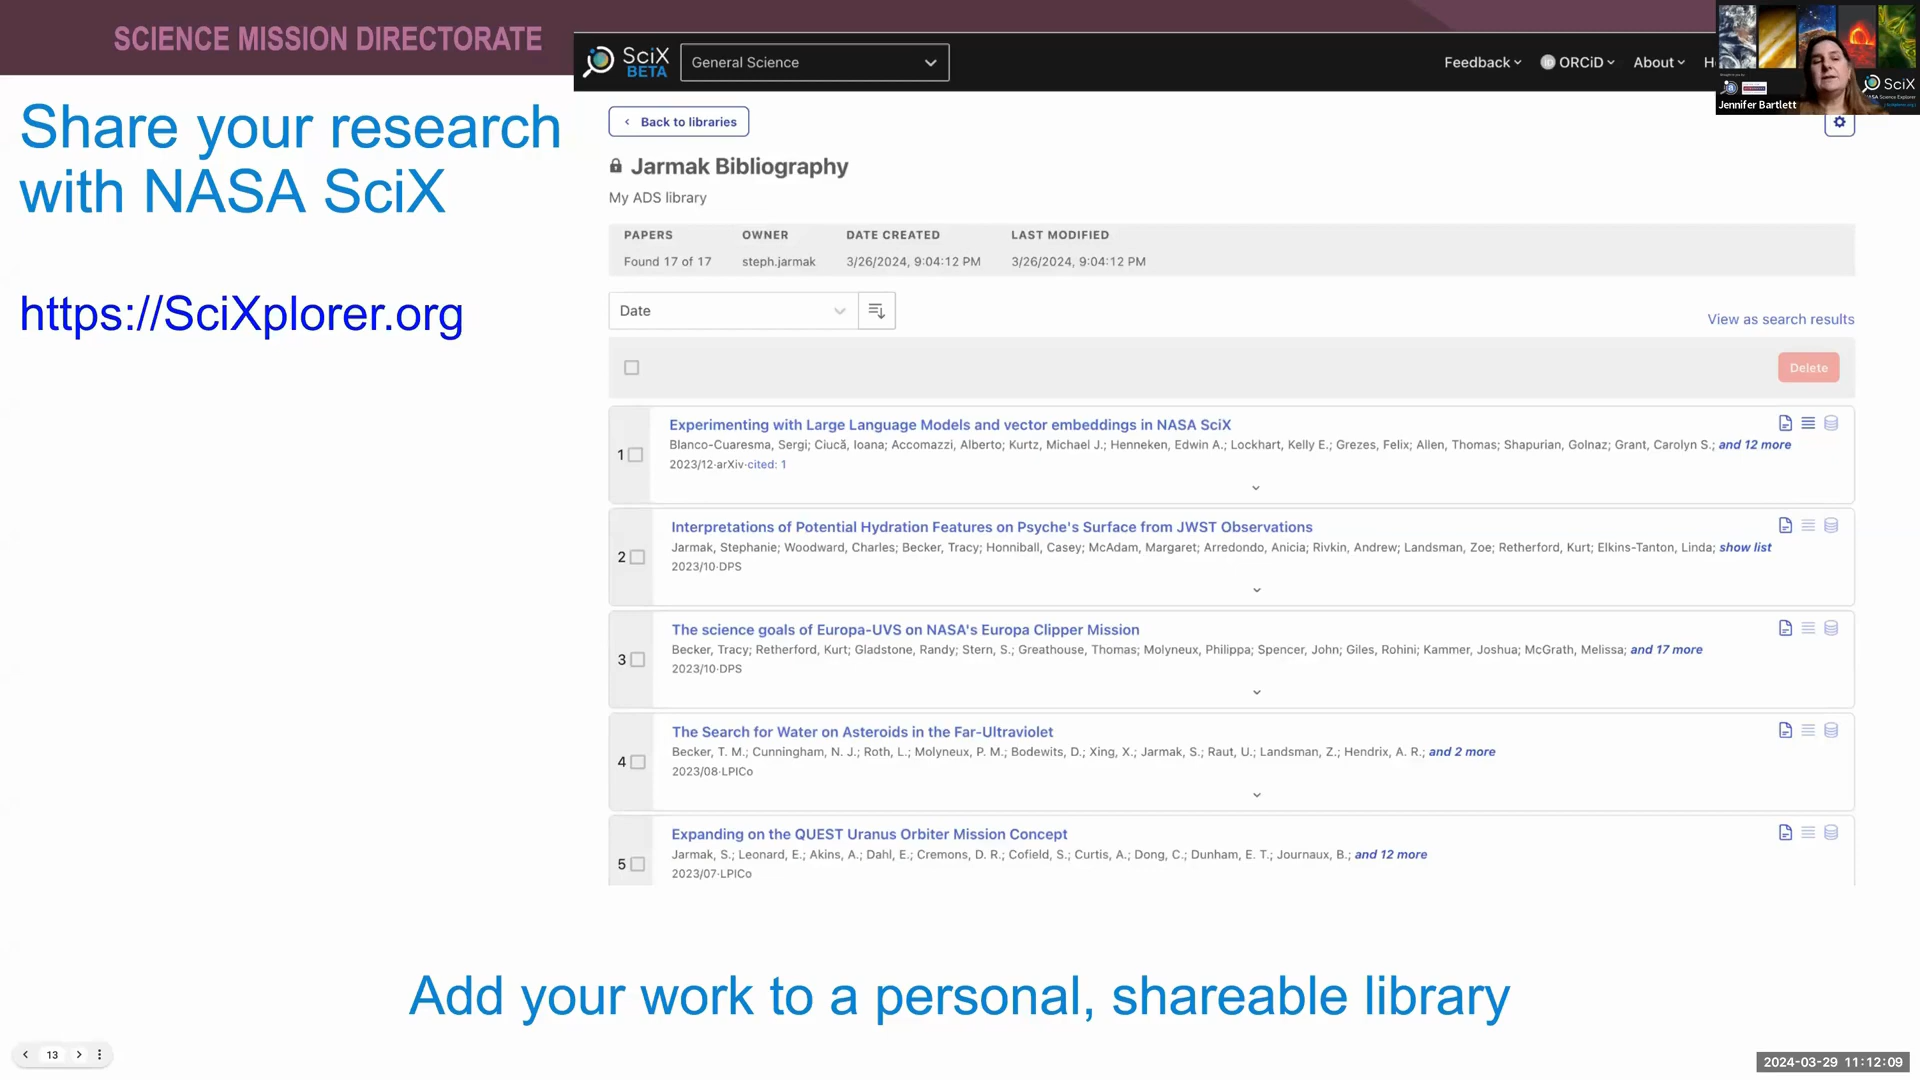 SCIENCE MISSION DIRECTORATE
Share your research
with NASA SciX
https://SciXplorer.org
SciX
BETA
General Science
Feedback
ORCiD
About
Jennifer Bartlett
SciX
Back to libraries
Jarmak Bibliography
My ADS library
PAPERS OWNER DATE CREATED LAST MODIFIED
Found 17 of 17 steph.jarmak 3/26/2024, 9:04:12 PM 3/26/2024, 9:04:12 PM
Date
View as search results
Delete
1
Experimenting with Large Language Models and vector embeddings in NASA SciX
Blanco-Cuaresma, Sergi; Ciucă, Ioana; Accomazzi, Alberto; Kurtz, Michael J.; Henneken, Edwin A.; Lockhart, Kelly E.; Grezes, Felix; Allen, Thomas; Shapurian, Golnaz; Grant, Carolyn S.; and 12 more
2023/12·arXiv·cited: 1
2
Interpretations of Potential Hydration Features on Psyche's Surface from JWST Observations
Jarmak, Stephanie; Woodward, Charles; Becker, Tracy; Honniball, Casey; McAdam, Margaret; Arredondo, Anicia; Rivkin, Andrew; Landsman, Zoe; Retherford, Kurt; Elkins-Tanton, Linda; show list
2023/10·DPS
3
The science goals of Europa-UVS on NASA's Europa Clipper Mission
Becker, Tracy; Retherford, Kurt; Gladstone, Randy; Stern, S.; Greathouse, Thomas; Molyneux, Philippa; Spencer, John; Giles, Rohini; Kammer, Joshua; McGrath, Melissa; and 17 more
2023/10·DPS
4
The Search for Water on Asteroids in the Far-Ultraviolet
Becker, T. M.; Cunningham, N. J.; Roth, L.; Molyneux, P. M.; Bodewits, D.; Xing, X.; Jarmak, S.; Raut, U.; Landsman, Z.; Hendrix, A. R.; and 2 more
2023/08·LPICo
5
Expanding on the QUEST Uranus Orbiter Mission Concept
Jarmak, S.; Leonard, E.; Akins, A.; Dahl, E.; Cremons, D. R.; Cofield, S.; Curtis, A.; Dong, C.; Dunham, E. T.; Journaux, B.; and 12 more
2023/07·LPICo
Add your work to a personal, shareable library
13
2024-03-29 11:12:09